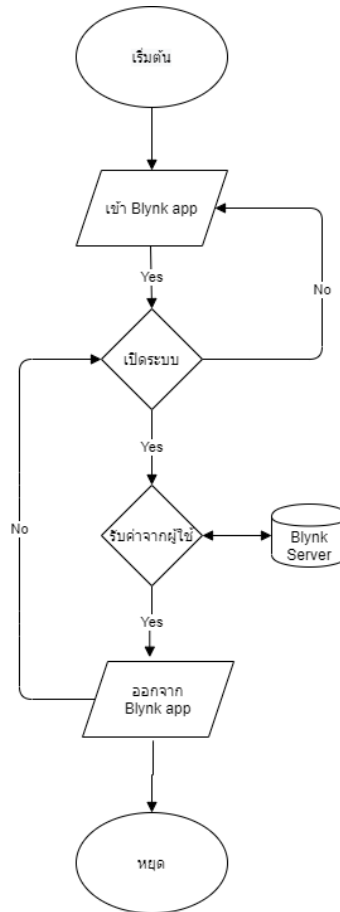 เริ่มต้น
เข้า Blynk app
Yes
No
เปิดระบบ
Yes
No
รับค่าจากผู้ใช้
Blynk
Server
Yes
ออกจาก
Blynk app
หยุด